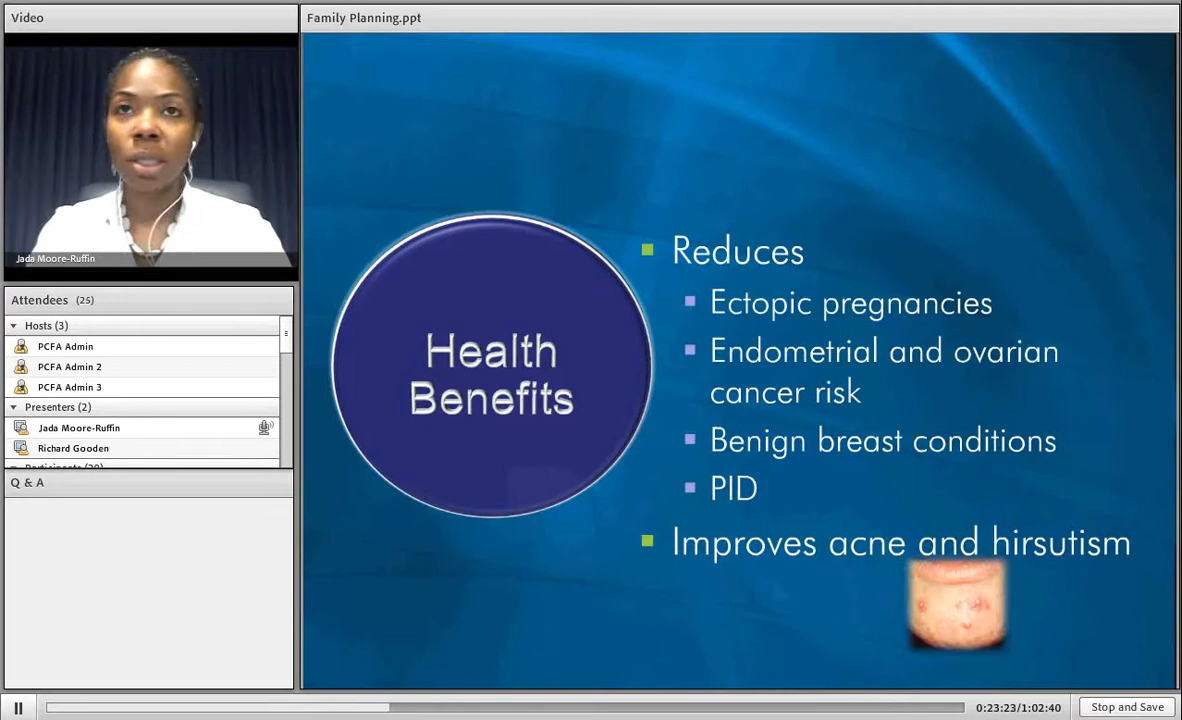 Video
Jada Moore-Ruffin
Attendees (25)
Hosts (3)
PCFA Admin
PCFA Admin 2
PCFA Admin 3
Presenters (2)
Jada Moore-Ruffin
Richard Gooden
Q & A
Family Planning.ppt
Health
Benefits
Reduces
Ectopic pregnancies
Endometrial and ovarian
cancer risk
Benign breast conditions
PID
Improves acne and hirsutism
0:23:23/1:02:40
Stop and Save